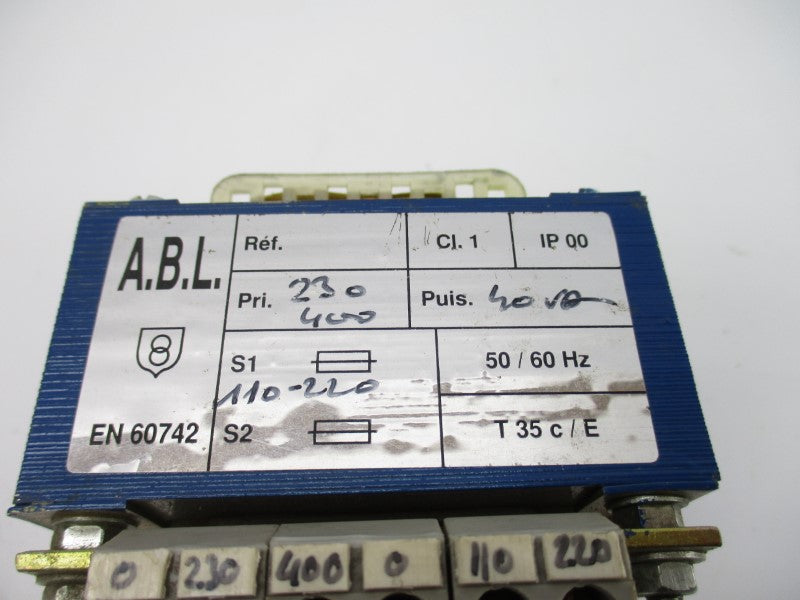 A.B.L.
Réf.
Cl. 1
IP 00
Pri. 230
400
Puis. 40 va
S1
110-220
50 / 60 Hz
EN 60742
S2
T 35 c / E
0 230 400 0 110 220